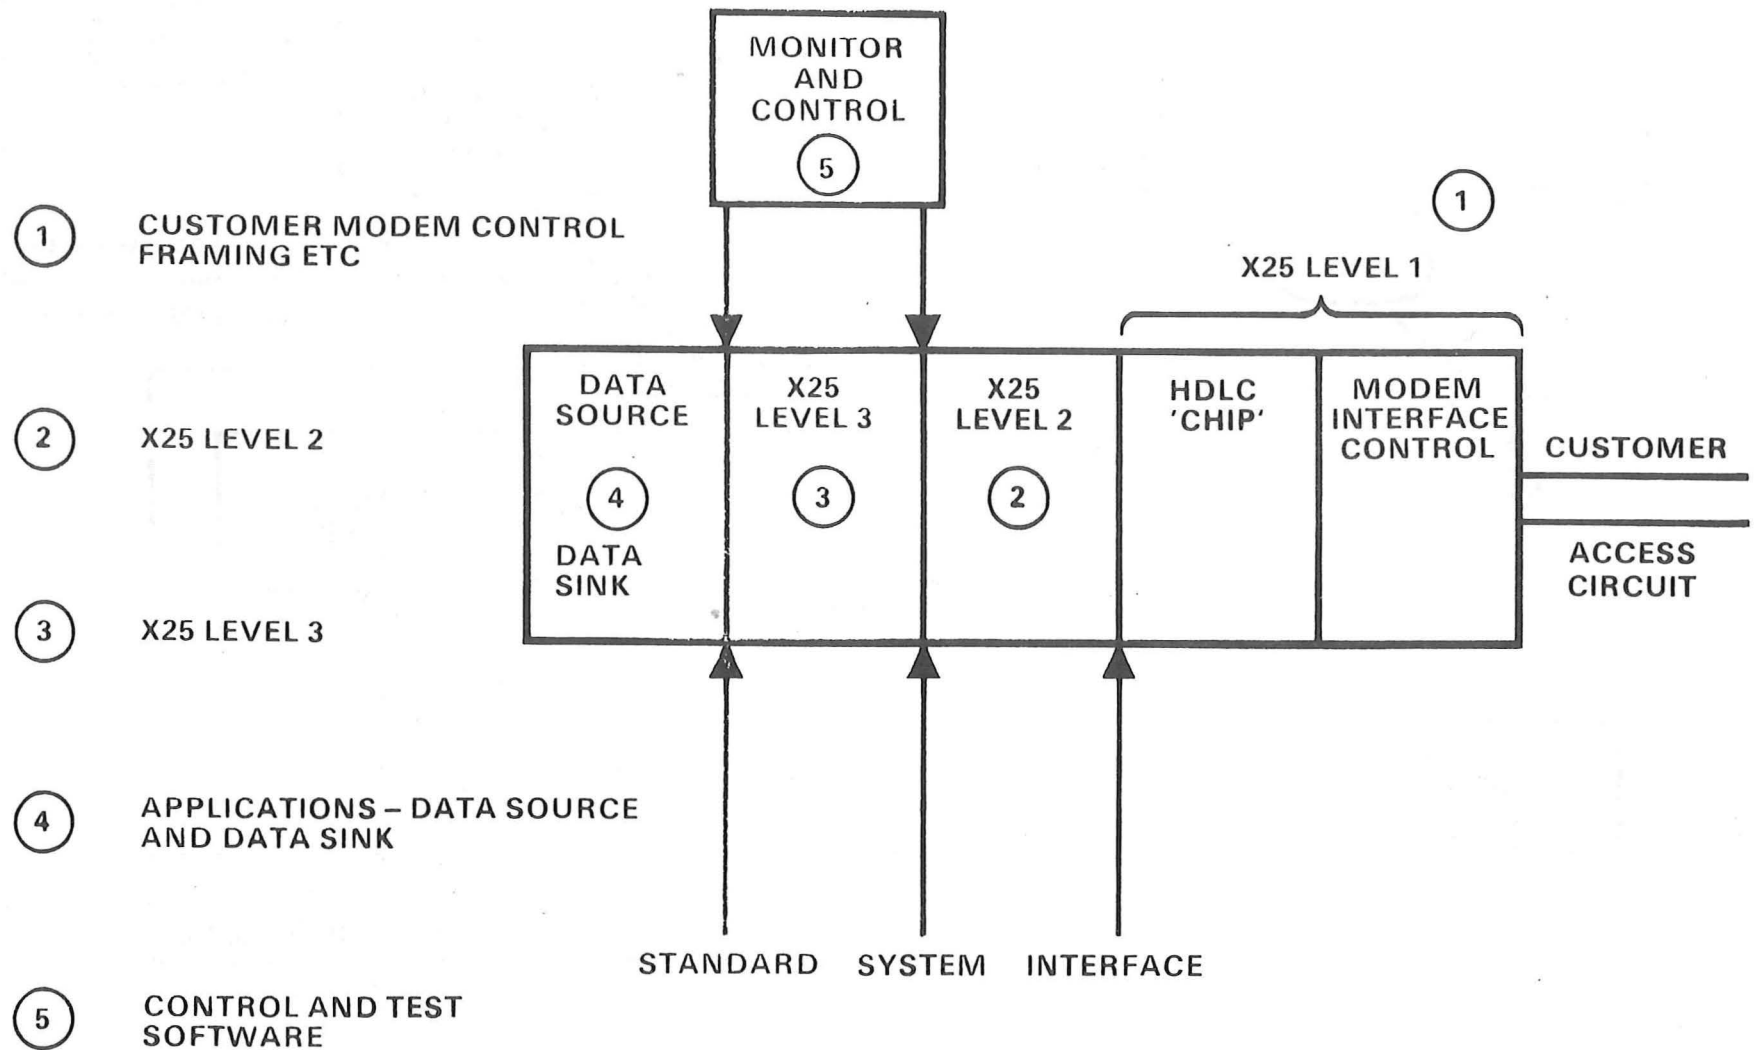 MONITOR
AND
CONTROL
5
1
CUSTOMER MODEM CONTROL
FRAMING ETC
1
X25 LEVEL 1
2
X25 LEVEL 2
3
X25 LEVEL 3
4
APPLICATIONS – DATA SOURCE
AND DATA SINK
5
CONTROL AND TEST
SOFTWARE
DATA
SOURCE
4
DATA
SINK
X25
LEVEL 3
3
X25
LEVEL 2
2
HDLC
'CHIP'
MODEM
INTERFACE
CONTROL
CUSTOMER
ACCESS
CIRCUIT
STANDARD SYSTEM INTERFACE